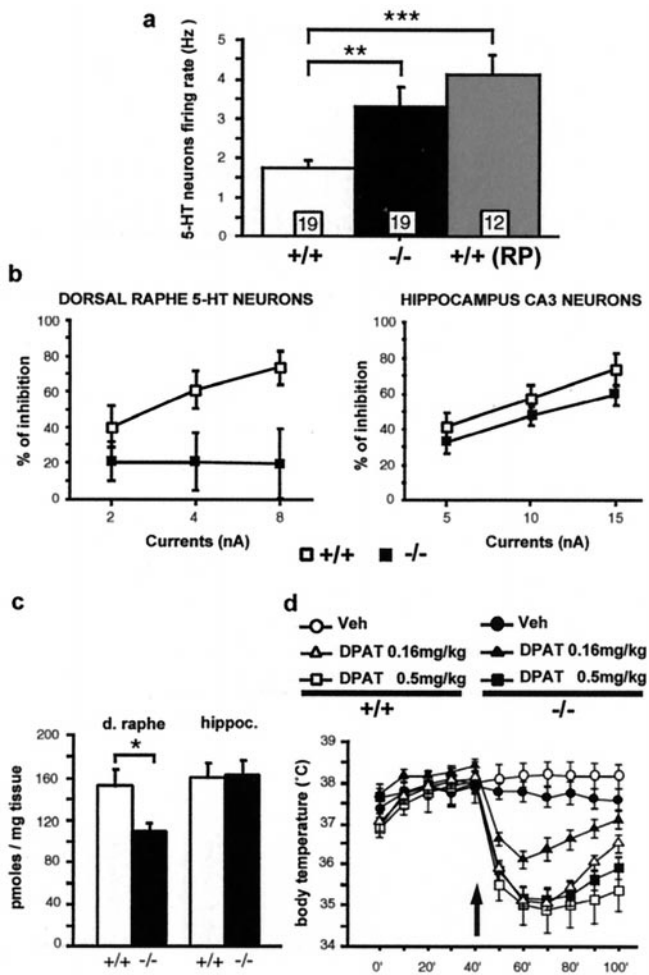 a
5-HT neurons firing rate (Hz)
5
4
3
2
1
0
***
**
19
19
12
+/+
-/-
+/+ (RP)
b
DORSAL RAPHE 5-HT NEURONS
% of inhibition
100
80
60
40
20
0
2
4
8
Currents (nA)
HIPPOCAMPUS CA3 NEURONS
% of inhibition
100
80
60
40
20
0
5
10
15
Currents (nA)
+/+
-/-
c
d. raphe
hippoc.
*
pmoles / mg tissue
200
160
120
80
40
0
+/+
-/-
+/+
-/-
d
Veh
DPAT 0.16mg/kg
DPAT 0.5mg/kg
+/+
Veh
DPAT 0.16mg/kg
DPAT 0.5mg/kg
-/-
body temperature (°C)
39
38
37
36
35
34
0'
20'
40'
60'
80'
100'